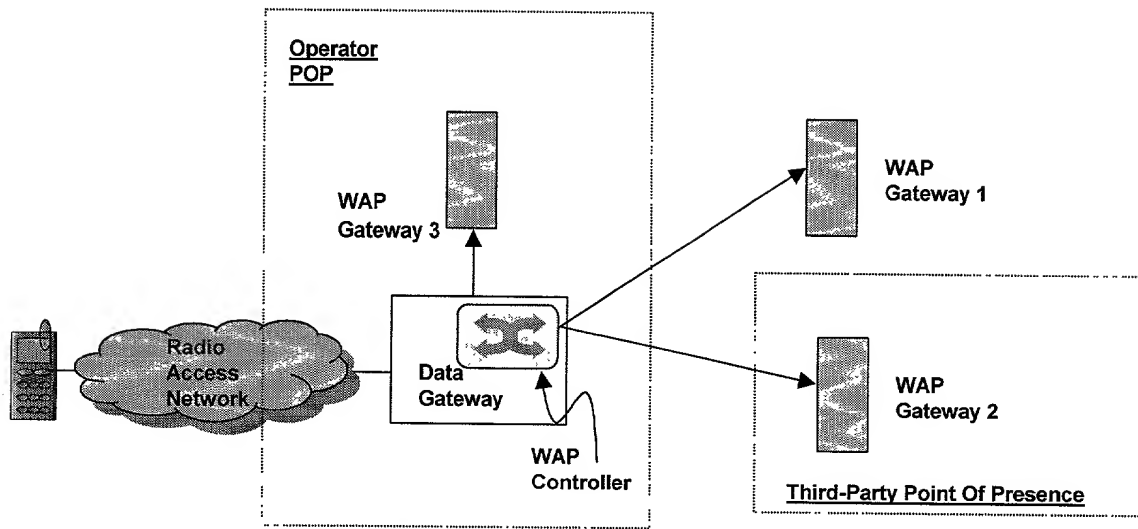 Operator
POP
WAP
Gateway 3
WAP
Gateway 1
Radio
Access
Network
Data
Gateway
WAP
Gateway 2
WAP
Controller
Third-Party Point Of Presence